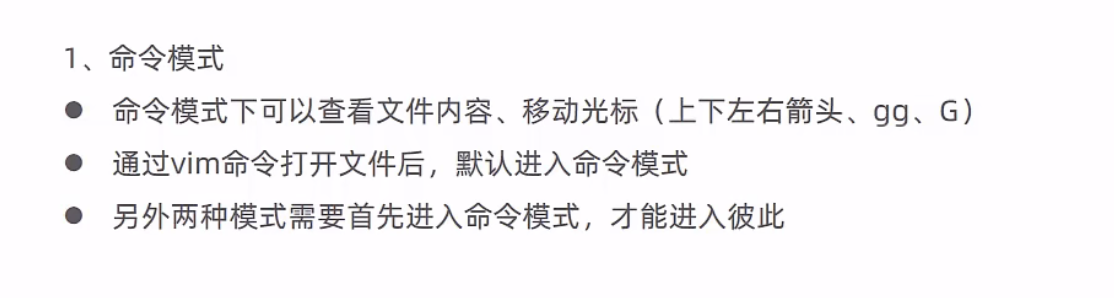 1、命令模式
● 命令模式下可以查看文件内容、移动光标（上下左右箭头、gg、G）
● 通过vim命令打开文件后，默认进入命令模式
● 另外两种模式需要首先进入命令模式，才能进入彼此